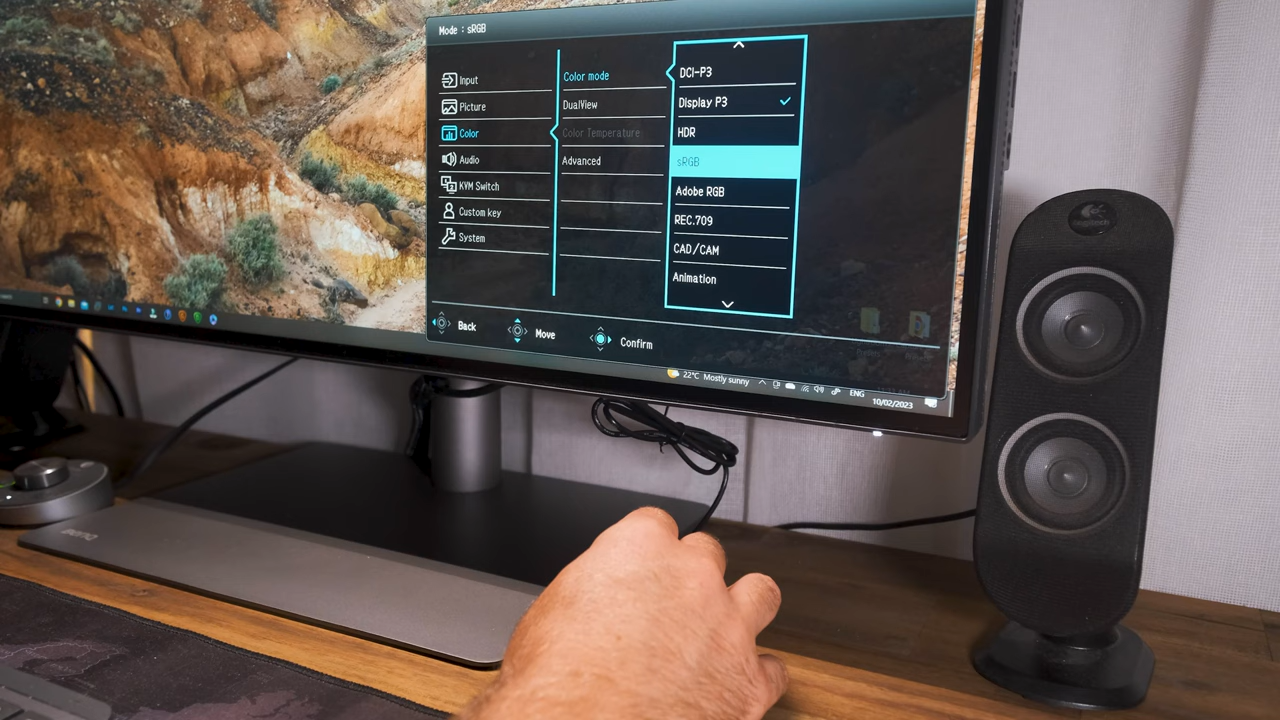 Mode : sRGB
Input
Picture
Color
Audio
KVM Switch
Custom key
System
Color mode
DualView
Color Temperature
Advanced
DCI-P3
Display P3
HDR
sRGB
Adobe RGB
REC.709
CAD/CAM
Animation
Back
Move
Confirm
22°C Mostly sunny
ENG
10/02/2023
BenQ